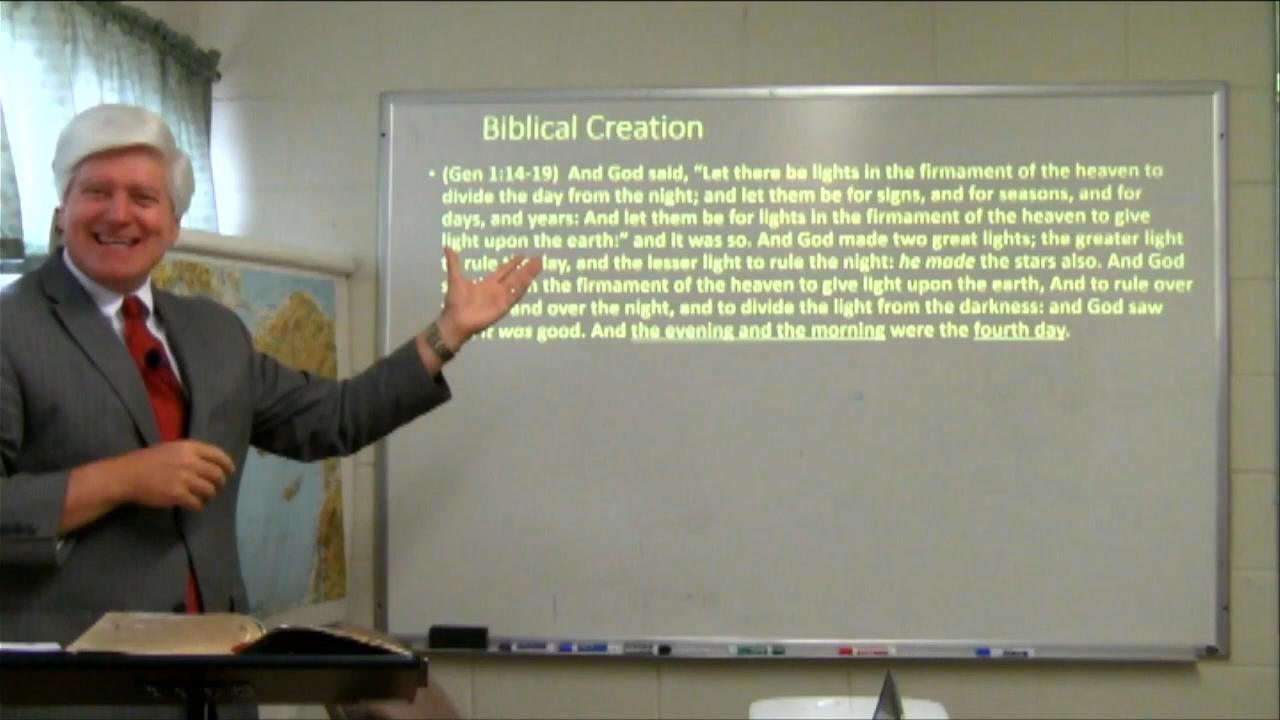 Biblical Creation
• (Gen 1:14-19) And God said, "Let there be lights in the firmament of the heaven to
divide the day from the night; and let them be for signs, and for seasons, and for
days, and years: And let them be for lights in the firmament of the heaven to give
light upon the earth:" and it was so. And God made two great lights; the greater light
rule lay, and the lesser light to rule the night: he made the stars also. And God
the firmament of the heaven to give light upon the earth, And to rule over
and over the night, and to divide the light from the darkness: and God saw
it was good. And the evening and the morning were the fourth day.